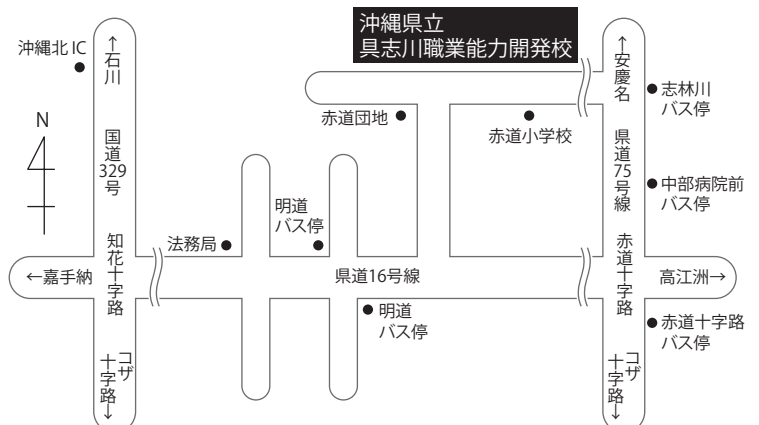 沖縄県立
具志川職業能力開発校
沖縄北IC
←石川
国道329号
知花十字路
コザ十字路→
N
←安慶名
県道75号線
赤道十字路
コザ十字路→
志林川
バス停
赤道団地
赤道小学校
中部病院前
バス停
明道
バス停
法務局
←嘉手納
県道16号線
高江洲→
明道
バス停
赤道十字路
バス停